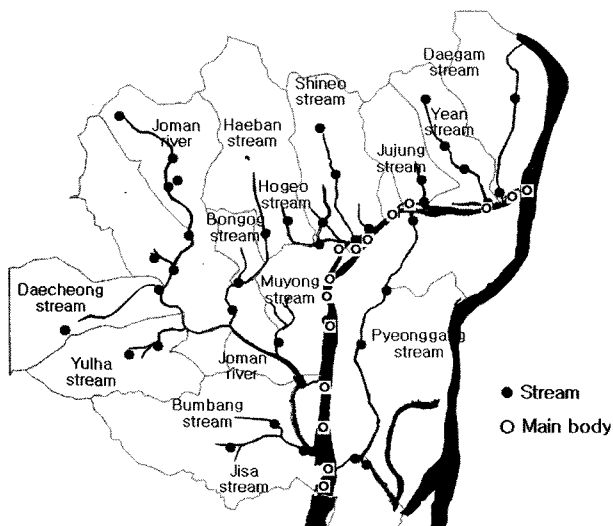 Daegam
stream
Shineo
stream
Yean
stream
Joman
river
Haeban
stream
Jujung
stream
Hogeo
stream
Bongog
stream
Daecheong
stream
Muyong
stream
Pyeonggang
stream
Yulha
stream
Joman
river
Stream
Bumbang
stream
Main body
Jisa
stream